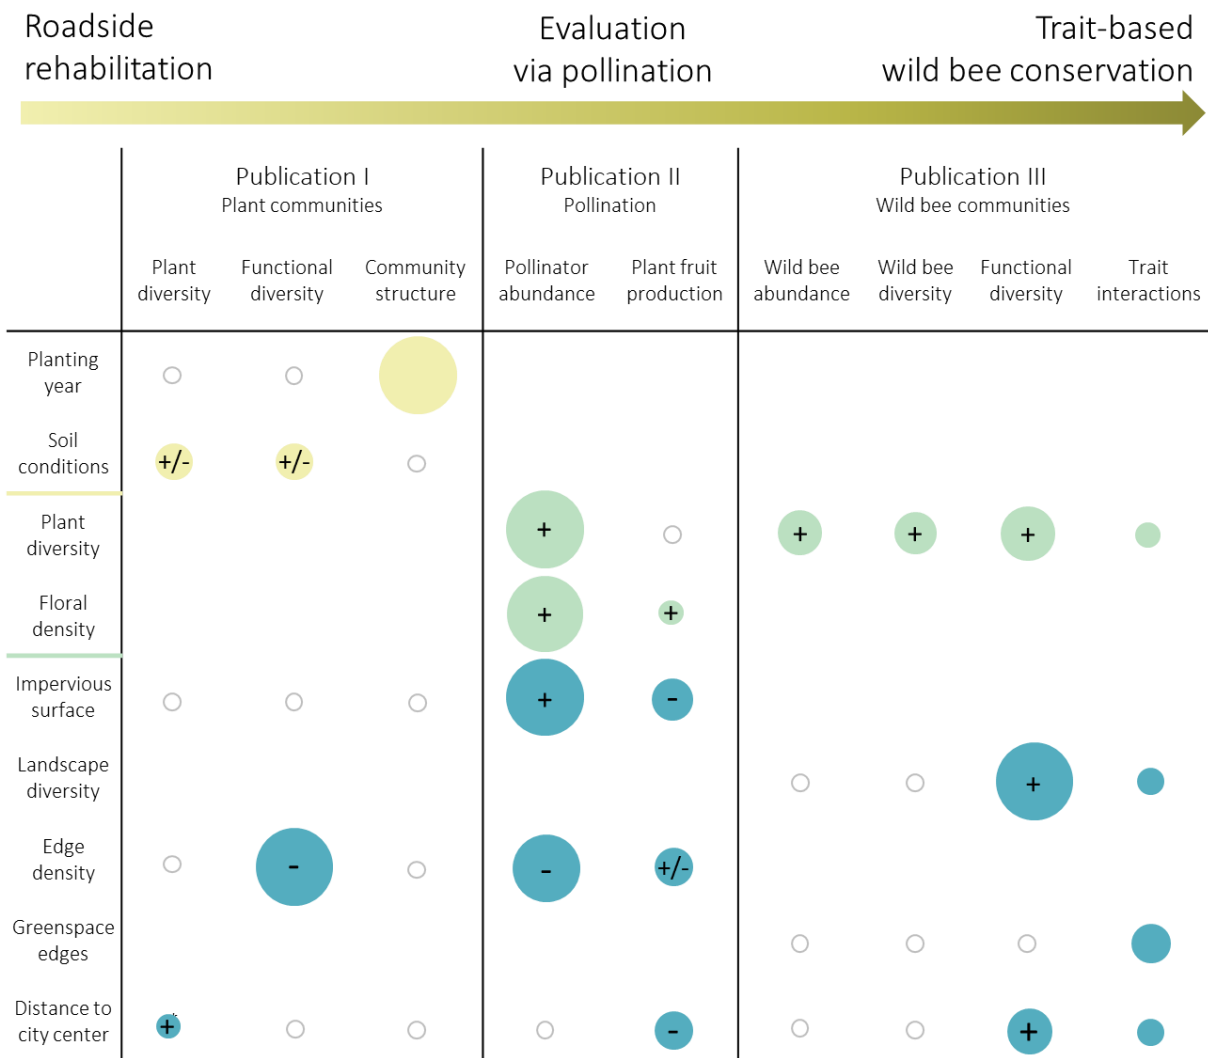 Roadside
rehabilitation
Evaluation
via pollination
Trait-based
wild bee conservation
Publication I
Plant communities
Publication II
Pollination
Publication III
Wild bee communities
Plant
diversity
Functional
diversity
Community
structure
Pollinator
abundance
Plant fruit
production
Wild bee
abundance
Wild bee
diversity
Functional
diversity
Trait
interactions
Planting
year
Soil
conditions
+/-
+/-
Plant
diversity
+
+
+
+
Floral
density
+
+
Impervious
surface
+
-
Landscape
diversity
+
Edge
density
-
-
+/-
Greenspace
edges
Distance to
city center
+*
-
+